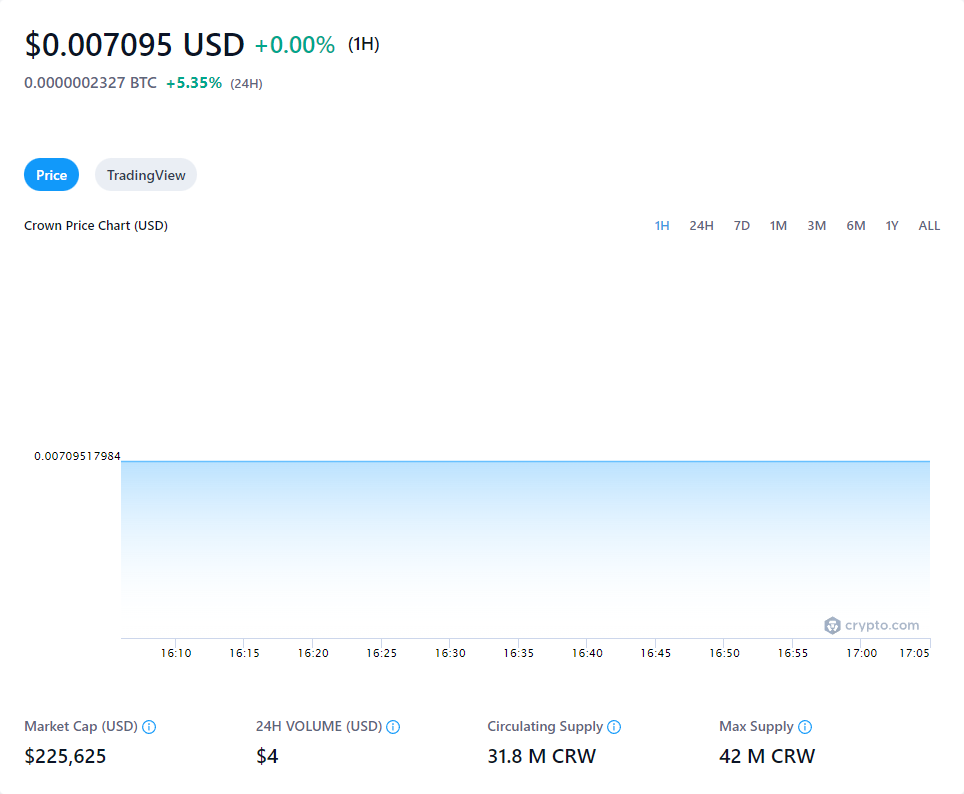 $0.007095 USD +0.00% (1H)
0.0000002327 BTC +5.35% (24H)
Price TradingView
Crown Price Chart (USD) 1H 24H 7D 1M 3M 6M 1Y ALL
0.00709517984
crypto.com
16:10 16:15 16:20 16:25 16:30 16:35 16:40 16:45 16:50 16:55 17:00 17:05
Market Cap (USD) 24H VOLUME (USD) Circulating Supply Max Supply
$225,625 $4 31.8 M CRW 42 M CRW